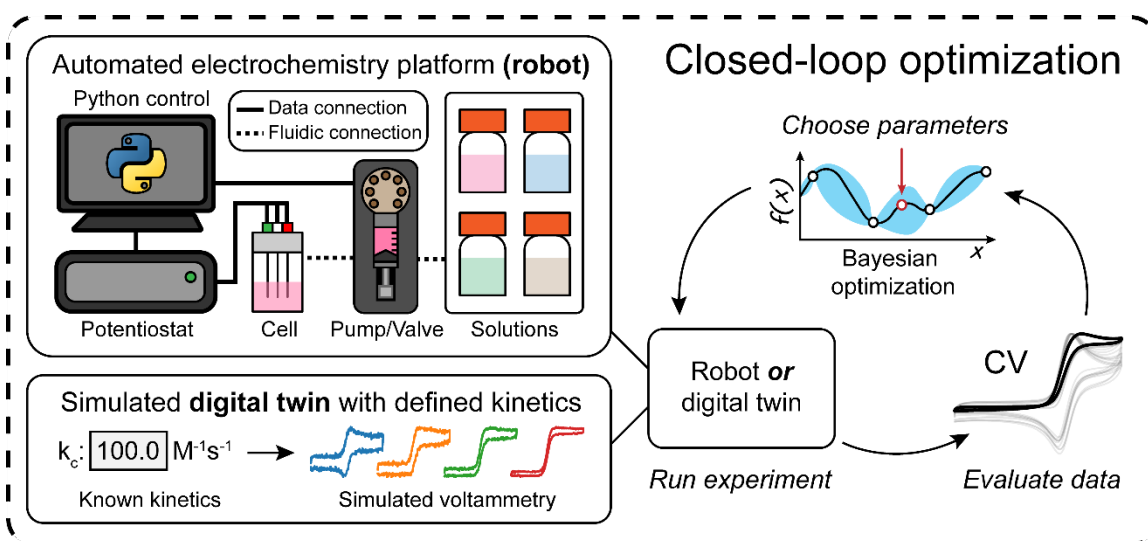 Automated electrochemistry platform (robot)
Python control
Data connection
Fluidic connection
Potentiostat
Cell
Pump/Valve
Solutions
Simulated digital twin with defined kinetics
k_c: 100.0 M⁻¹s⁻¹
Known kinetics
Simulated voltammetry
Closed-loop optimization
Choose parameters
f(x)
x
Bayesian
optimization
Robot or
digital twin
Run experiment
CV
Evaluate data